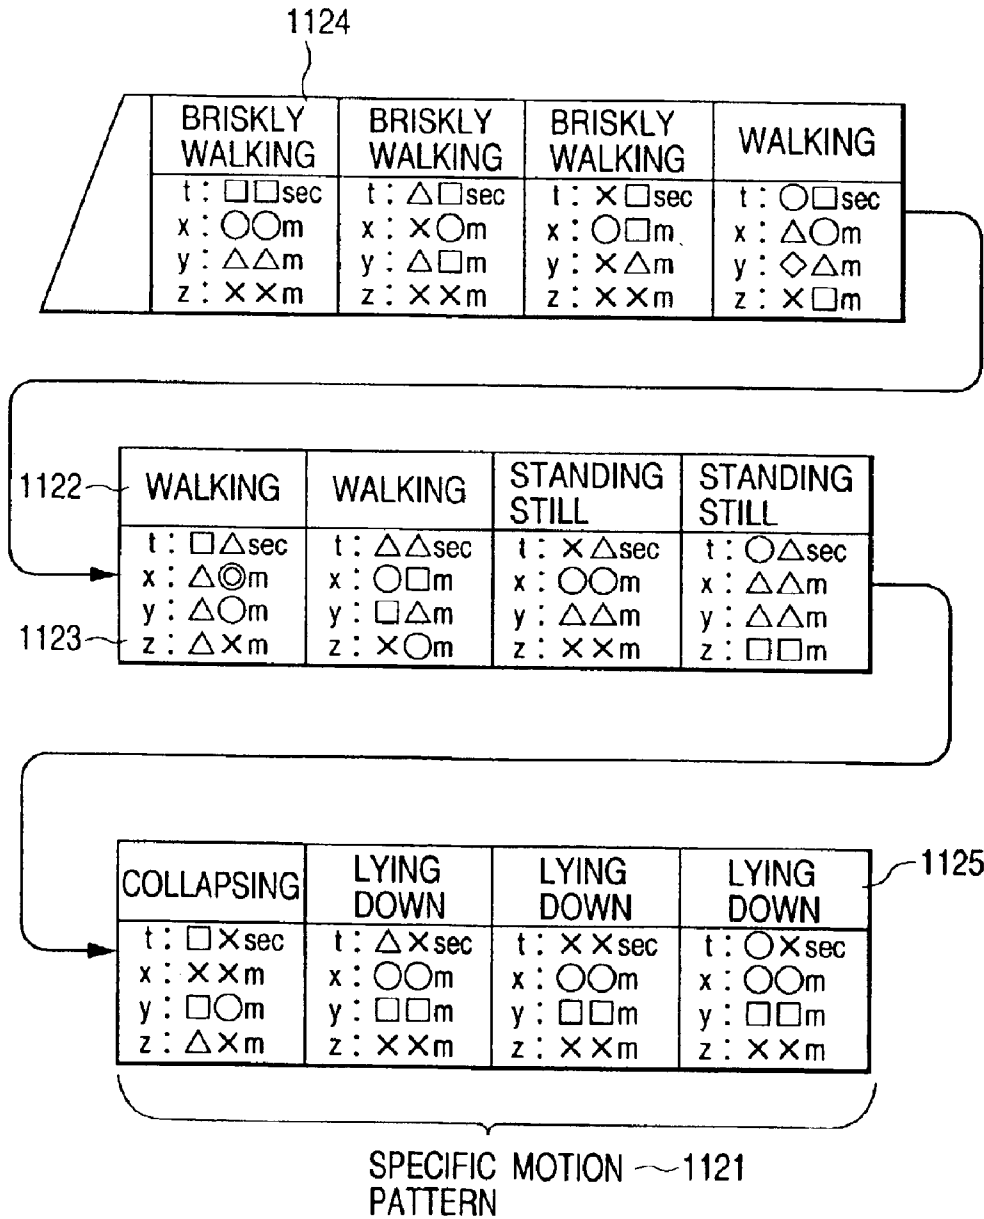 1124
BRISKLY WALKING BRISKLY WALKING BRISKLY WALKING WALKING
t : □□sec t : △□sec t : ×□sec t : ○□sec
x : ○○m x : ×○m x : ○□m x : △○m
y : △△m y : △□m y : ×△m y : ◇△m
z : ××m z : ××m z : ××m z : ×□m
1122 WALKING WALKING STANDING STILL STANDING STILL
t : □△sec t : △△sec t : ×△sec t : ○△sec
x : △◎m x : ○□m x : ○○m x : △△m
y : △○m y : □△m y : △△m y : △△m
1123 z : △×m z : ×○m z : ××m z : □□m
COLLAPSING LYING DOWN LYING DOWN LYING DOWN 1125
t : □×sec t : △×sec t : ××sec t : ○×sec
x : ××m x : ○○m x : ○○m x : ○○m
y : □○m y : □□m y : □□m y : □□m
z : △×m z : ××m z : ××m z : ××m
SPECIFIC MOTION 1121
PATTERN